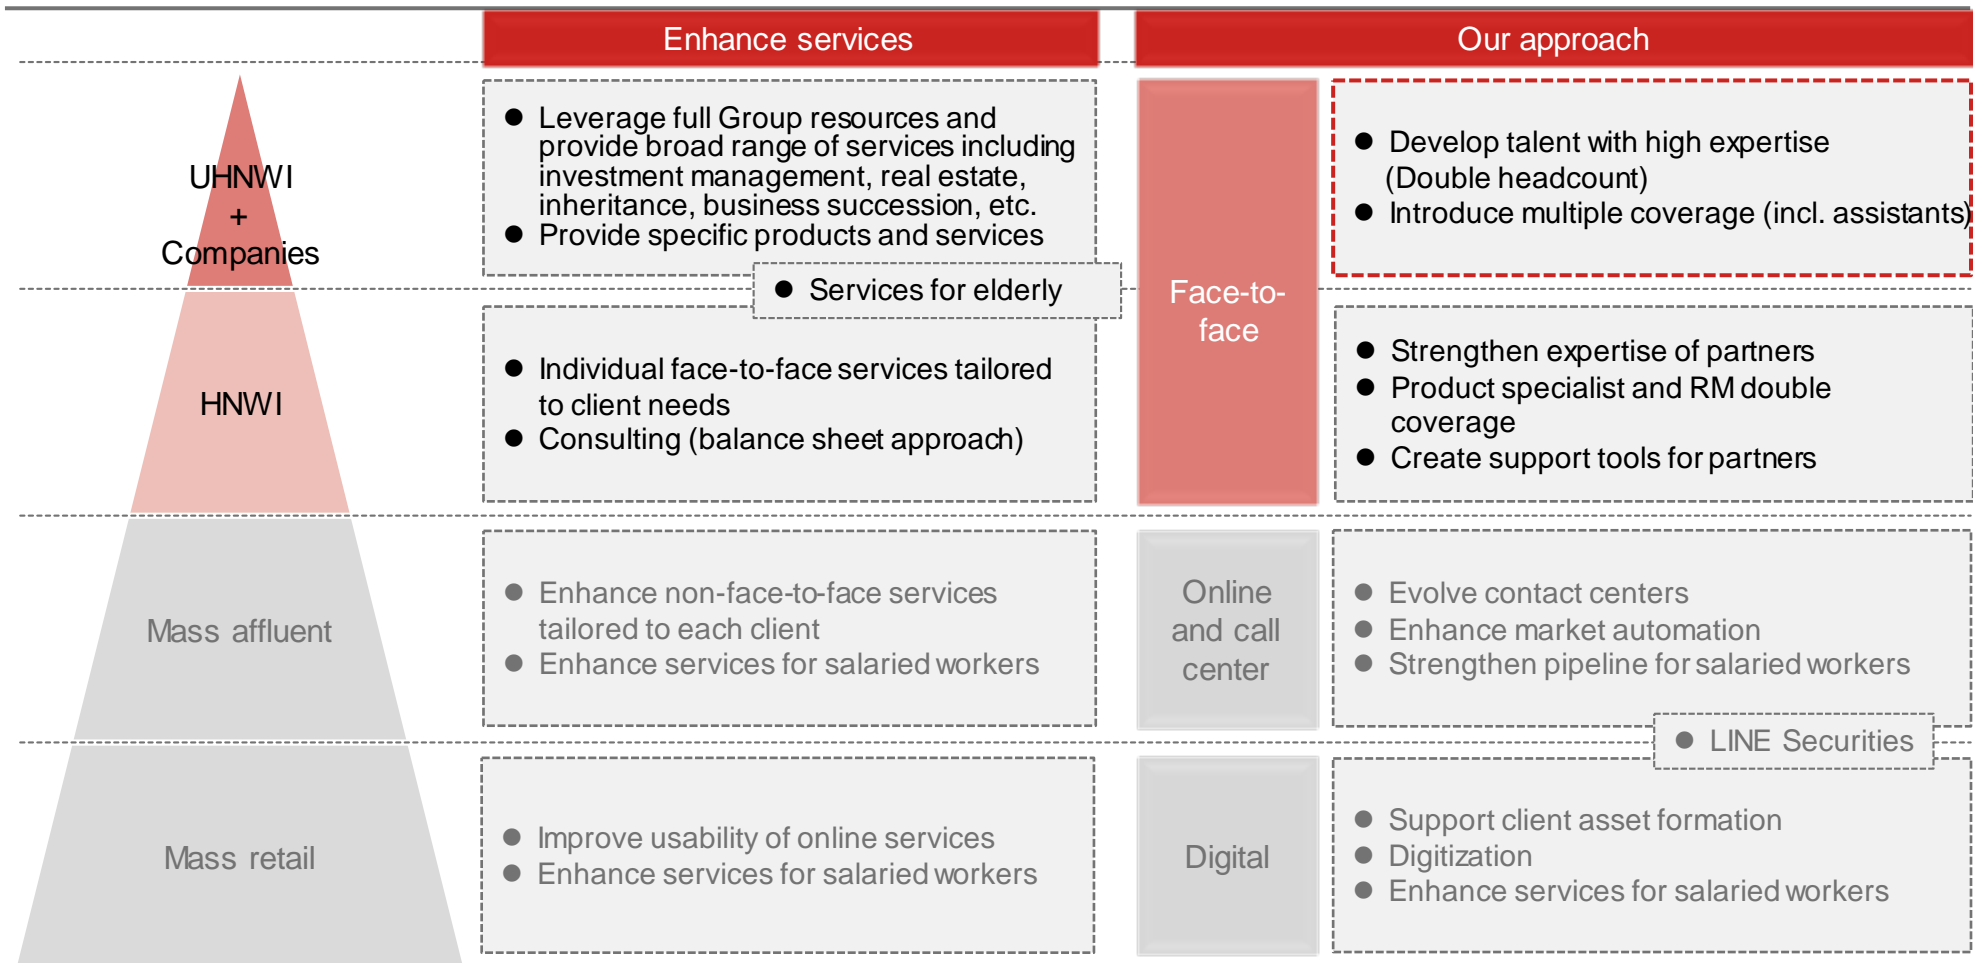 Enhance services
Our approach
UHNWI
+
Companies
● Leverage full Group resources and
provide broad range of services including
investment management, real estate,
inheritance, business succession, etc.
● Provide specific products and services
Face-to-
face
● Develop talent with high expertise
(Double headcount)
● Introduce multiple coverage (incl. assistants)
● Services for elderly
HNWI
● Individual face-to-face services tailored
to client needs
● Consulting (balance sheet approach)
● Strengthen expertise of partners
● Product specialist and RM double
coverage
● Create support tools for partners
Mass affluent
● Enhance non-face-to-face services
tailored to each client
● Enhance services for salaried workers
Online
and call
center
● Evolve contact centers
● Enhance market automation
● Strengthen pipeline for salaried workers
● LINE Securities
Mass retail
● Improve usability of online services
● Enhance services for salaried workers
Digital
● Support client asset formation
● Digitization
● Enhance services for salaried workers